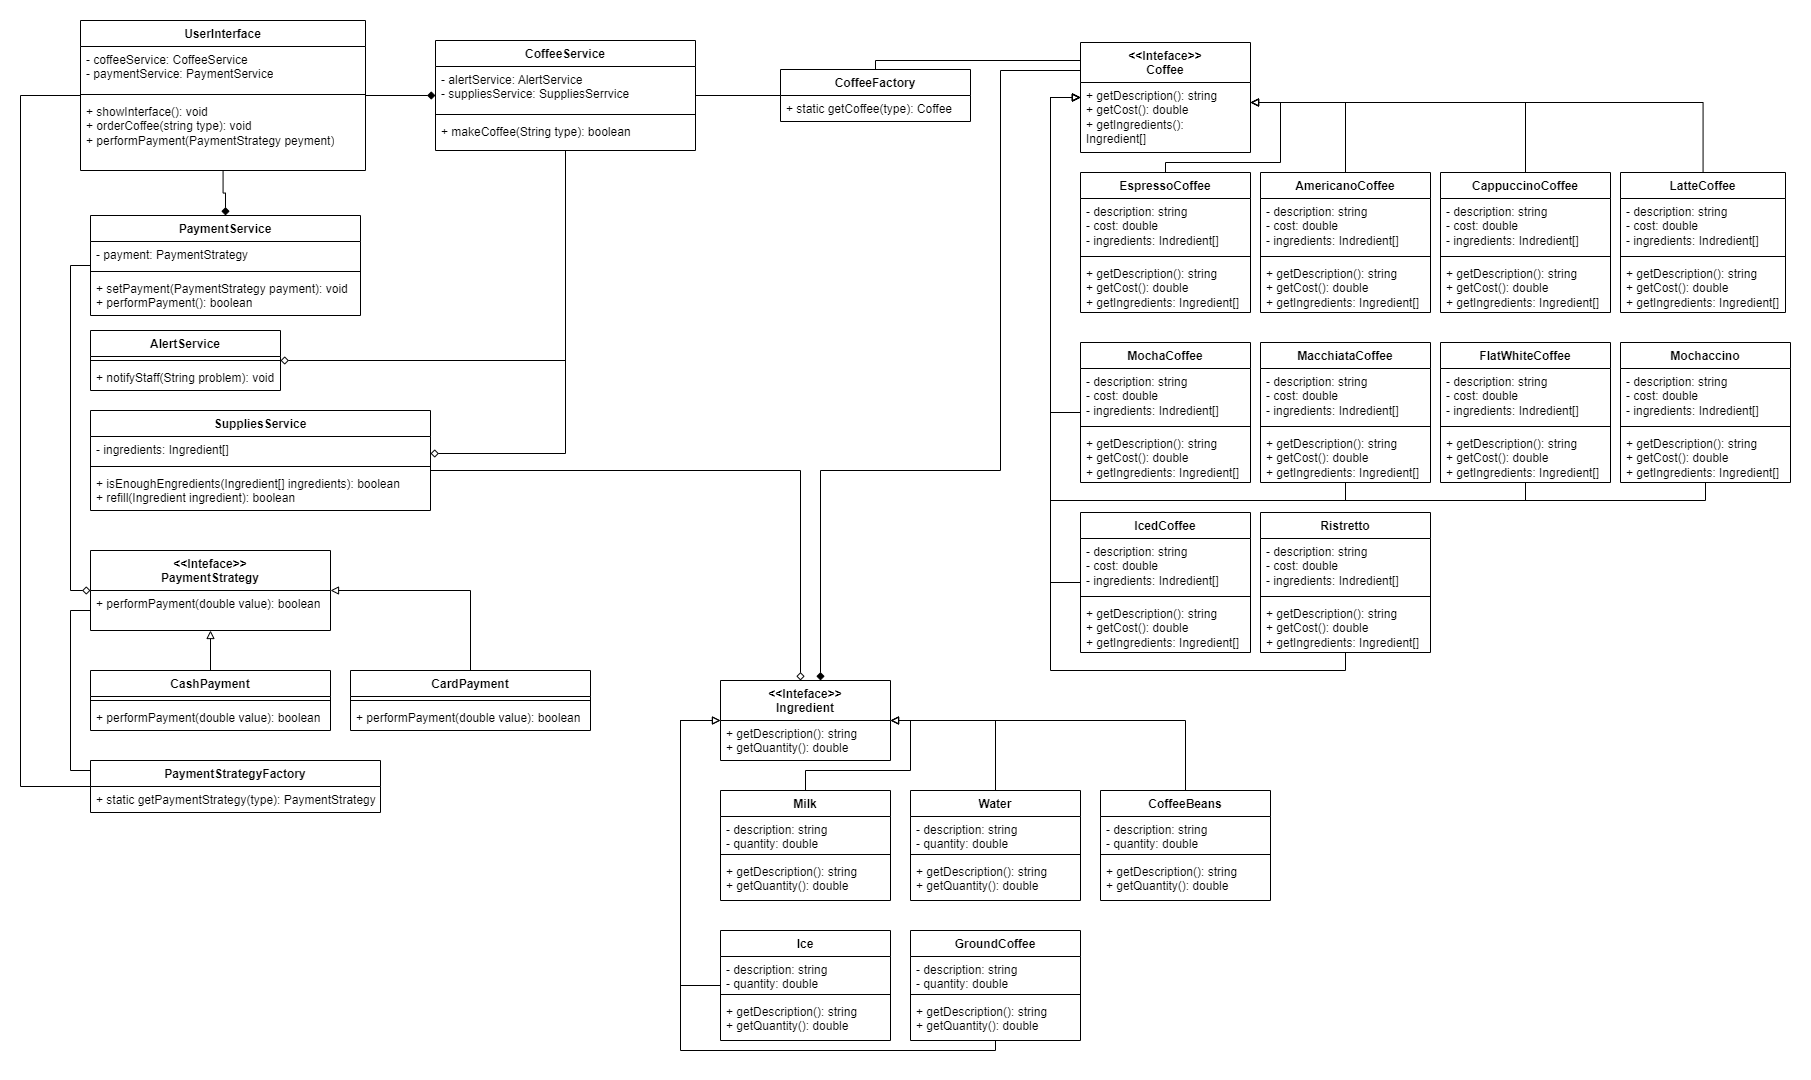 UserInterface
- coffeeService: CoffeeService
- paymentService: PaymentService
+ showInterface(): void
+ orderCoffee(string type): void
+ performPayment(PaymentStrategy peyment)
CoffeeService
- alertService: AlertService
- suppliesService: SuppliesSerrvice
+ makeCoffee(String type): boolean
CoffeeFactory
+ static getCoffee(type): Coffee
<<Inteface>>
Coffee
+ getDescription(): string
+ getCost(): double
+ getIngredients():
Ingredient[]
EspressoCoffee
- description: string
- cost: double
- ingredients: Indredient[]
+ getDescription(): string
+ getCost(): double
+ getIngredients: Ingredient[]
AmericanoCoffee
- description: string
- cost: double
- ingredients: Indredient[]
+ getDescription(): string
+ getCost(): double
+ getIngredients: Ingredient[]
CappuccinoCoffee
- description: string
- cost: double
- ingredients: Indredient[]
+ getDescription(): string
+ getCost(): double
+ getIngredients: Ingredient[]
LatteCoffee
- description: string
- cost: double
- ingredients: Indredient[]
+ getDescription(): string
+ getCost(): double
+ getIngredients: Ingredient[]
PaymentService
- payment: PaymentStrategy
+ setPayment(PaymentStrategy payment): void
+ performPayment(): boolean
AlertService
+ notifyStaff(String problem): void
SuppliesService
- ingredients: Ingredient[]
+ isEnoughEngredients(Ingredient[] ingredients): boolean
+ refill(Ingredient ingredient): boolean
MochaCoffee
- description: string
- cost: double
- ingredients: Indredient[]
+ getDescription(): string
+ getCost(): double
+ getIngredients: Ingredient[]
MacchiataCoffee
- description: string
- cost: double
- ingredients: Indredient[]
+ getDescription(): string
+ getCost(): double
+ getIngredients: Ingredient[]
FlatWhiteCoffee
- description: string
- cost: double
- ingredients: Indredient[]
+ getDescription(): string
+ getCost(): double
+ getIngredients: Ingredient[]
Mochaccino
- description: string
- cost: double
- ingredients: Indredient[]
+ getDescription(): string
+ getCost(): double
+ getIngredients: Ingredient[]
IcedCoffee
- description: string
- cost: double
- ingredients: Indredient[]
+ getDescription(): string
+ getCost(): double
+ getIngredients: Ingredient[]
Ristretto
- description: string
- cost: double
- ingredients: Indredient[]
+ getDescription(): string
+ getCost(): double
+ getIngredients: Ingredient[]
<<Inteface>>
PaymentStrategy
+ performPayment(double value): boolean
CashPayment
+ performPayment(double value): boolean
CardPayment
+ performPayment(double value): boolean
PaymentStrategyFactory
+ static getPaymentStrategy(type): PaymentStrategy
<<Inteface>>
Ingredient
+ getDescription(): string
+ getQuantity(): double
Milk
- description: string
- quantity: double
+ getDescription(): string
+ getQuantity(): double
Water
- description: string
- quantity: double
+ getDescription(): string
+ getQuantity(): double
CoffeeBeans
- description: string
- quantity: double
+ getDescription(): string
+ getQuantity(): double
Ice
- description: string
- quantity: double
+ getDescription(): string
+ getQuantity(): double
GroundCoffee
- description: string
- quantity: double
+ getDescription(): string
+ getQuantity(): double